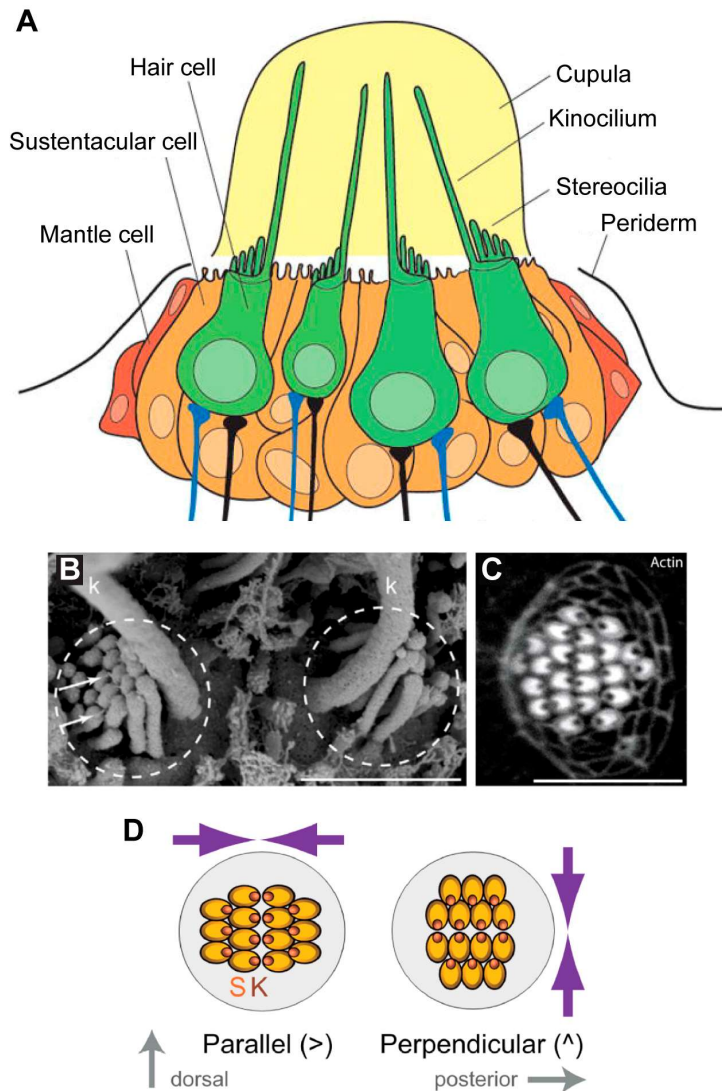 A
Hair cell
Sustentacular cell
Mantle cell
Cupula
Kinocilium
Stereocilia
Periderm
B
k
k
C
Actin
D
S K
Parallel (>)
Perpendicular (^)
dorsal
posterior